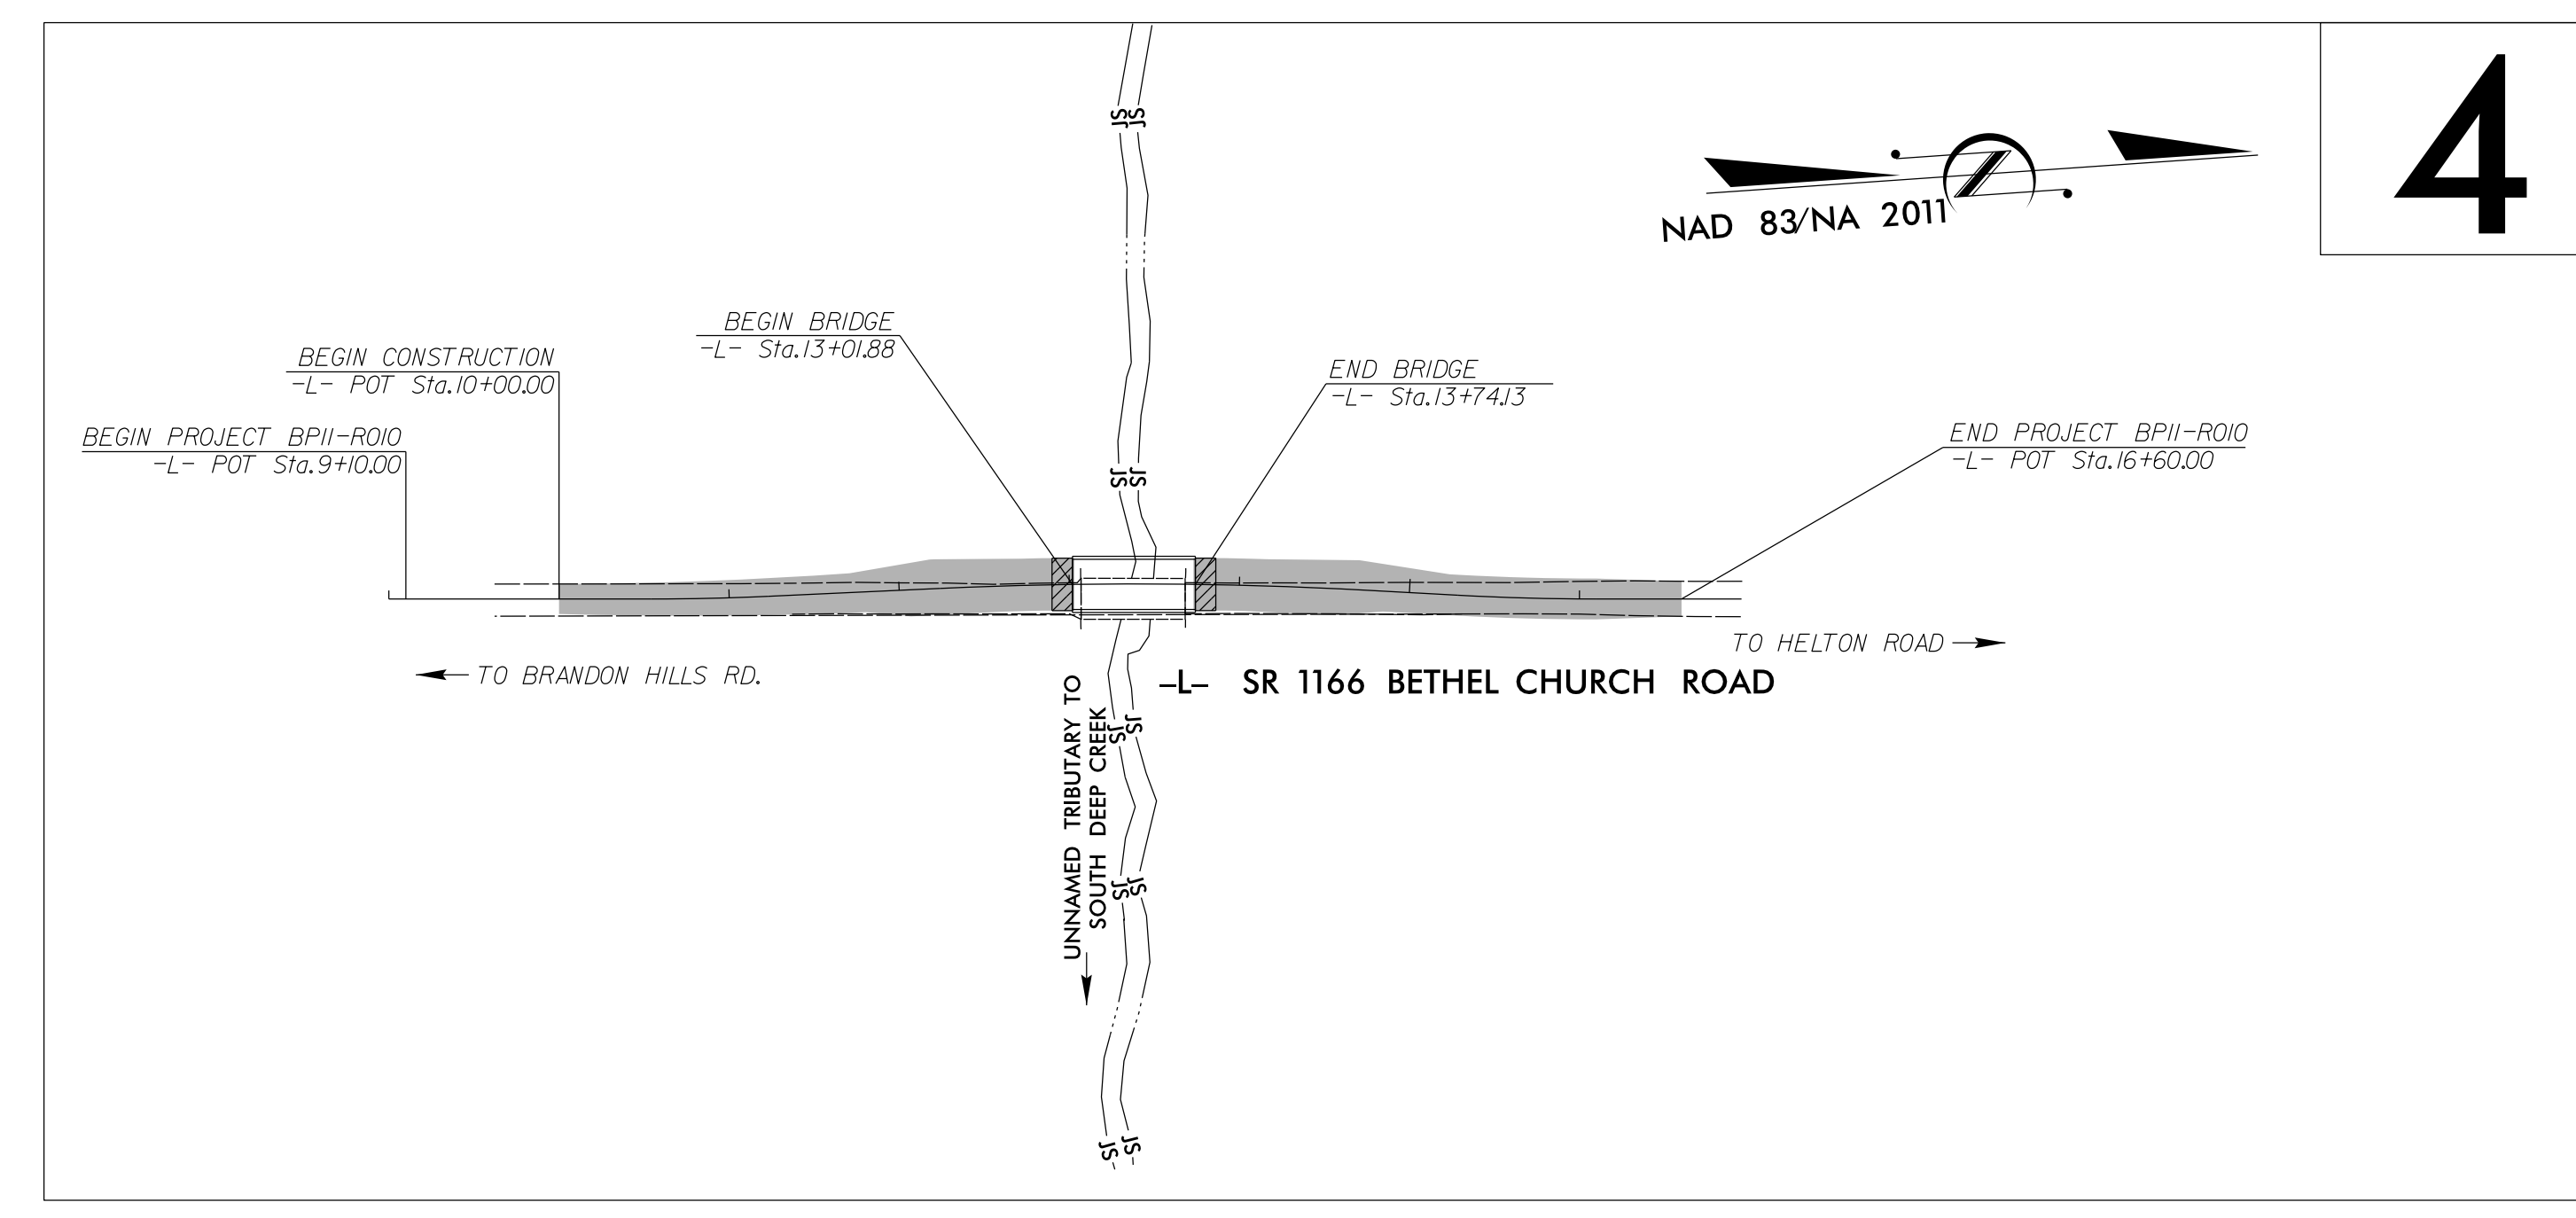 4
NAD 83/NA 2011
BEGIN BRIDGE
-L- Sta.13+01.88
BEGIN CONSTRUCTION
-L- POT Sta.10+00.00
END BRIDGE
-L- Sta.13+74.13
BEGIN PROJECT BP11-R010
-L- POT Sta.9+10.00
END PROJECT BP11-R010
-L- POT Sta.16+60.00
JS
JS
JS
JS
TO HELTON ROAD
TO BRANDON HILLS RD.
-L- SR 1166 BETHEL CHURCH ROAD
UNNAMED TRIBUTARY TO
SOUTH DEEP CREEK
JS
JS
JS
JS
JS
JS